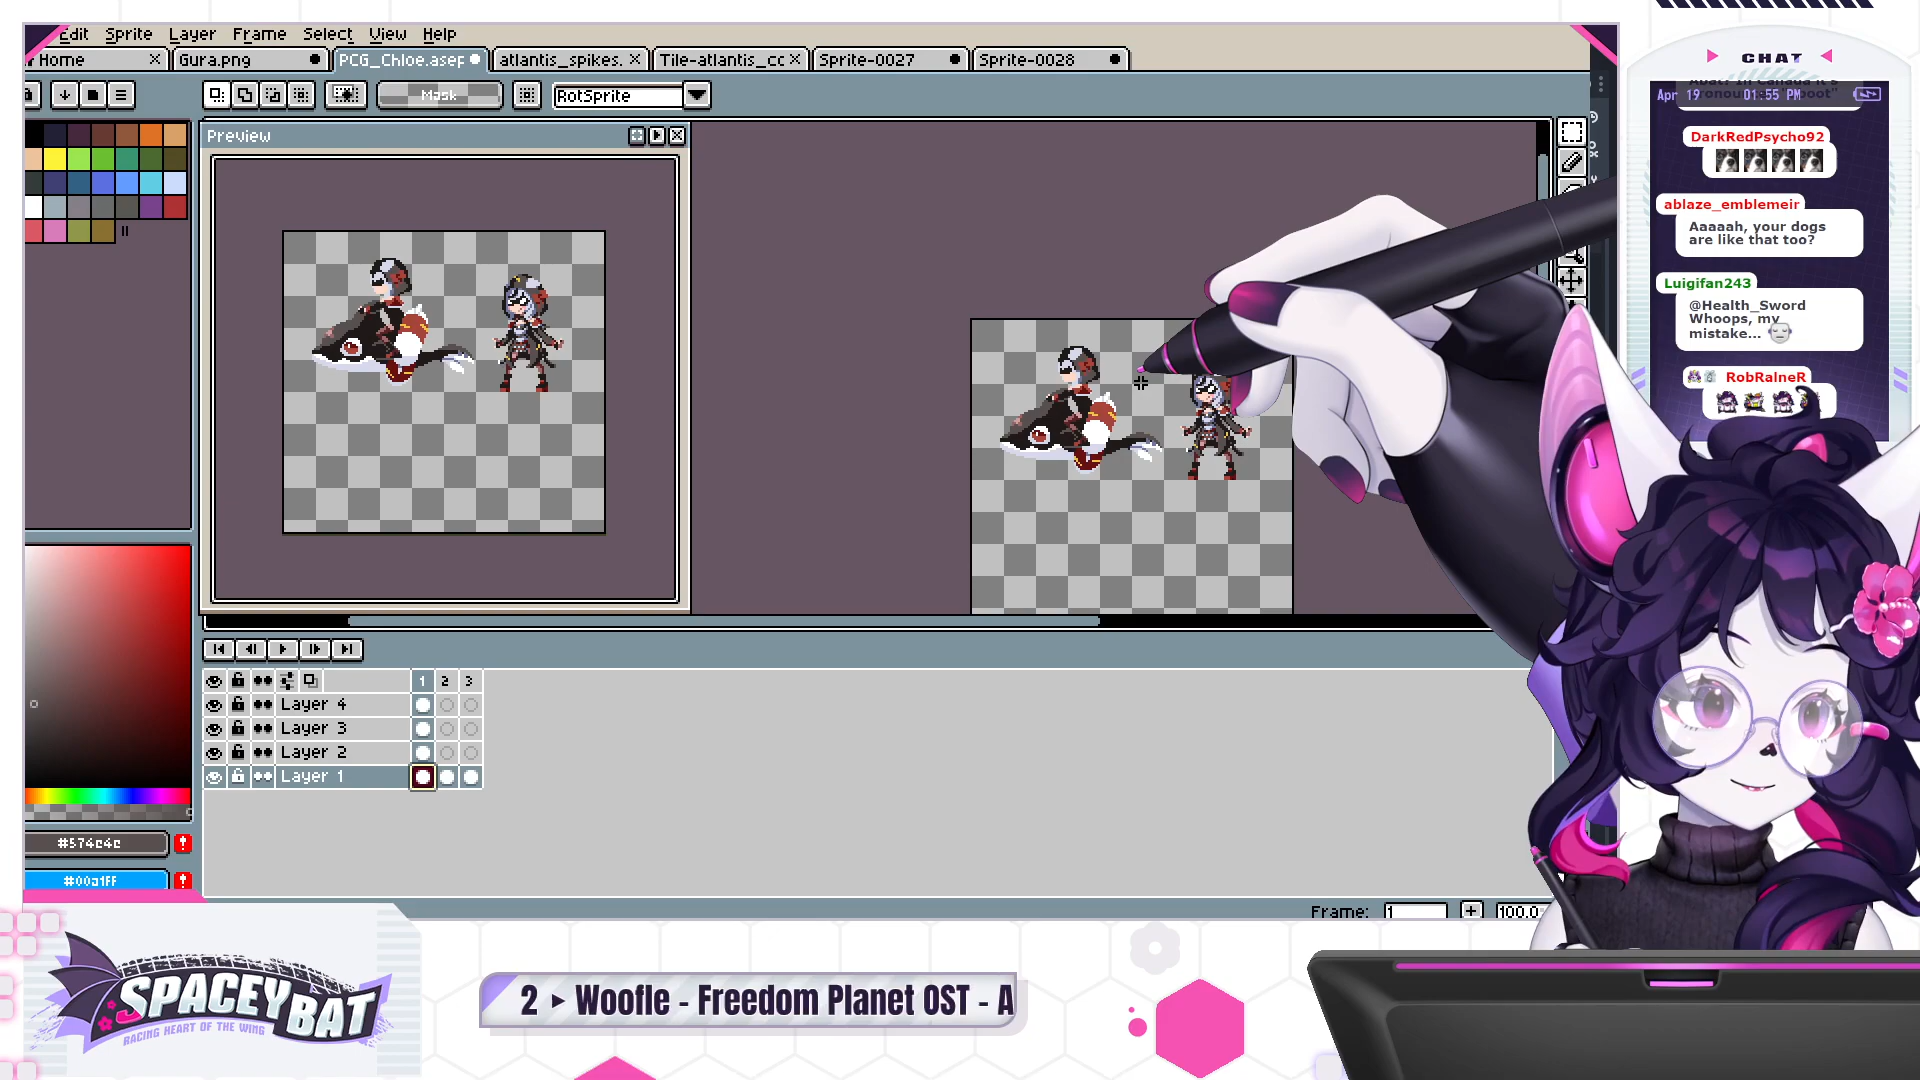 Edit Sprite Layer Frame Select View Help
Home
Gura.png
PCG_Chloe.asep
atlantis_spikes.
Tile-atlantis_cc
Sprite-0027
Sprite-0028
Mask
RotSprite
Preview
1 2 3
Layer 4
Layer 3
Layer 2
Layer 1
#574c4c
#00a1FF
Frame: 1
100.0
CHAT
Apr 19 01:55 PM
DarkRedPsycho92
ablaze_emblemeir
Aaaaah, your dogs
are like that too?
Luigifan243
@Health_Sword
Whoops, my
mistake...
RobRalneR
SPACEYBAT
RACING HEART OF THE WING
2 ▸ Woofle - Freedom Planet OST - A